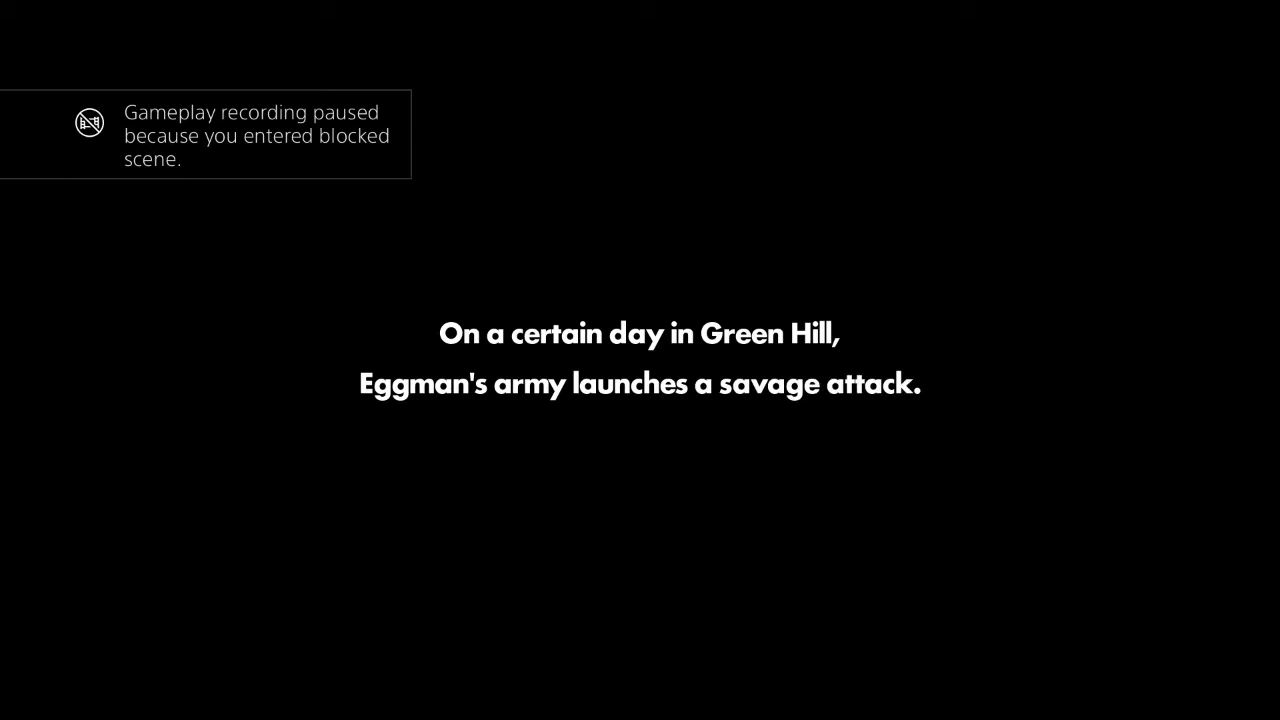 Gameplay recording paused
because you entered blocked
scene.
On a certain day in Green Hill,
Eggman's army launches a savage attack.